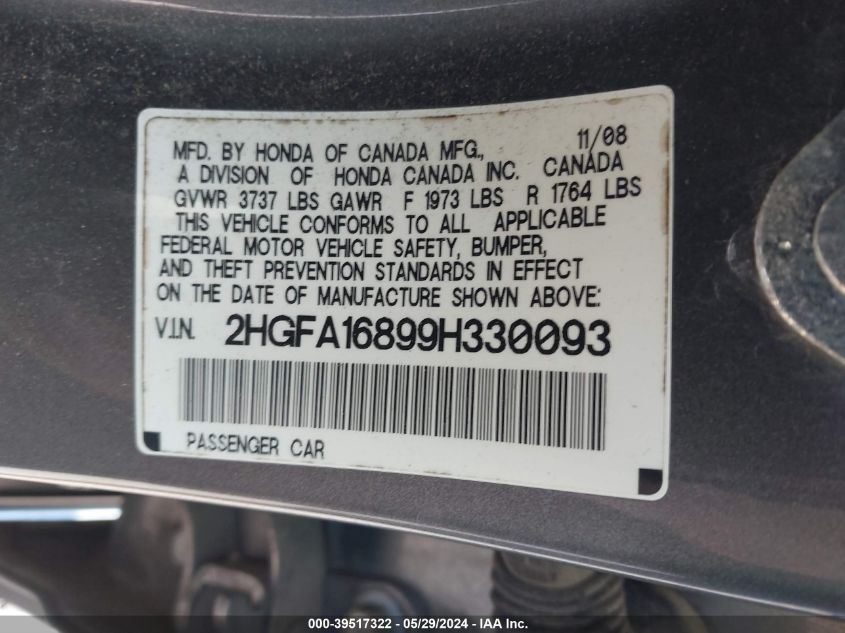 11/08
MFD. BY HONDA OF CANADA MFG.,
A DIVISION OF HONDA CANADA INC. CANADA
GVWR 3737 LBS GAWR F 1973 LBS R 1764 LBS
THIS VEHICLE CONFORMS TO ALL APPLICABLE
FEDERAL MOTOR VEHICLE SAFETY, BUMPER,
AND THEFT PREVENTION STANDARDS IN EFFECT
ON THE DATE OF MANUFACTURE SHOWN ABOVE:
V.I.N. 2HGFA16899H330093
PASSENGER CAR
000-39517322 - 05/29/2024 - IAA Inc.